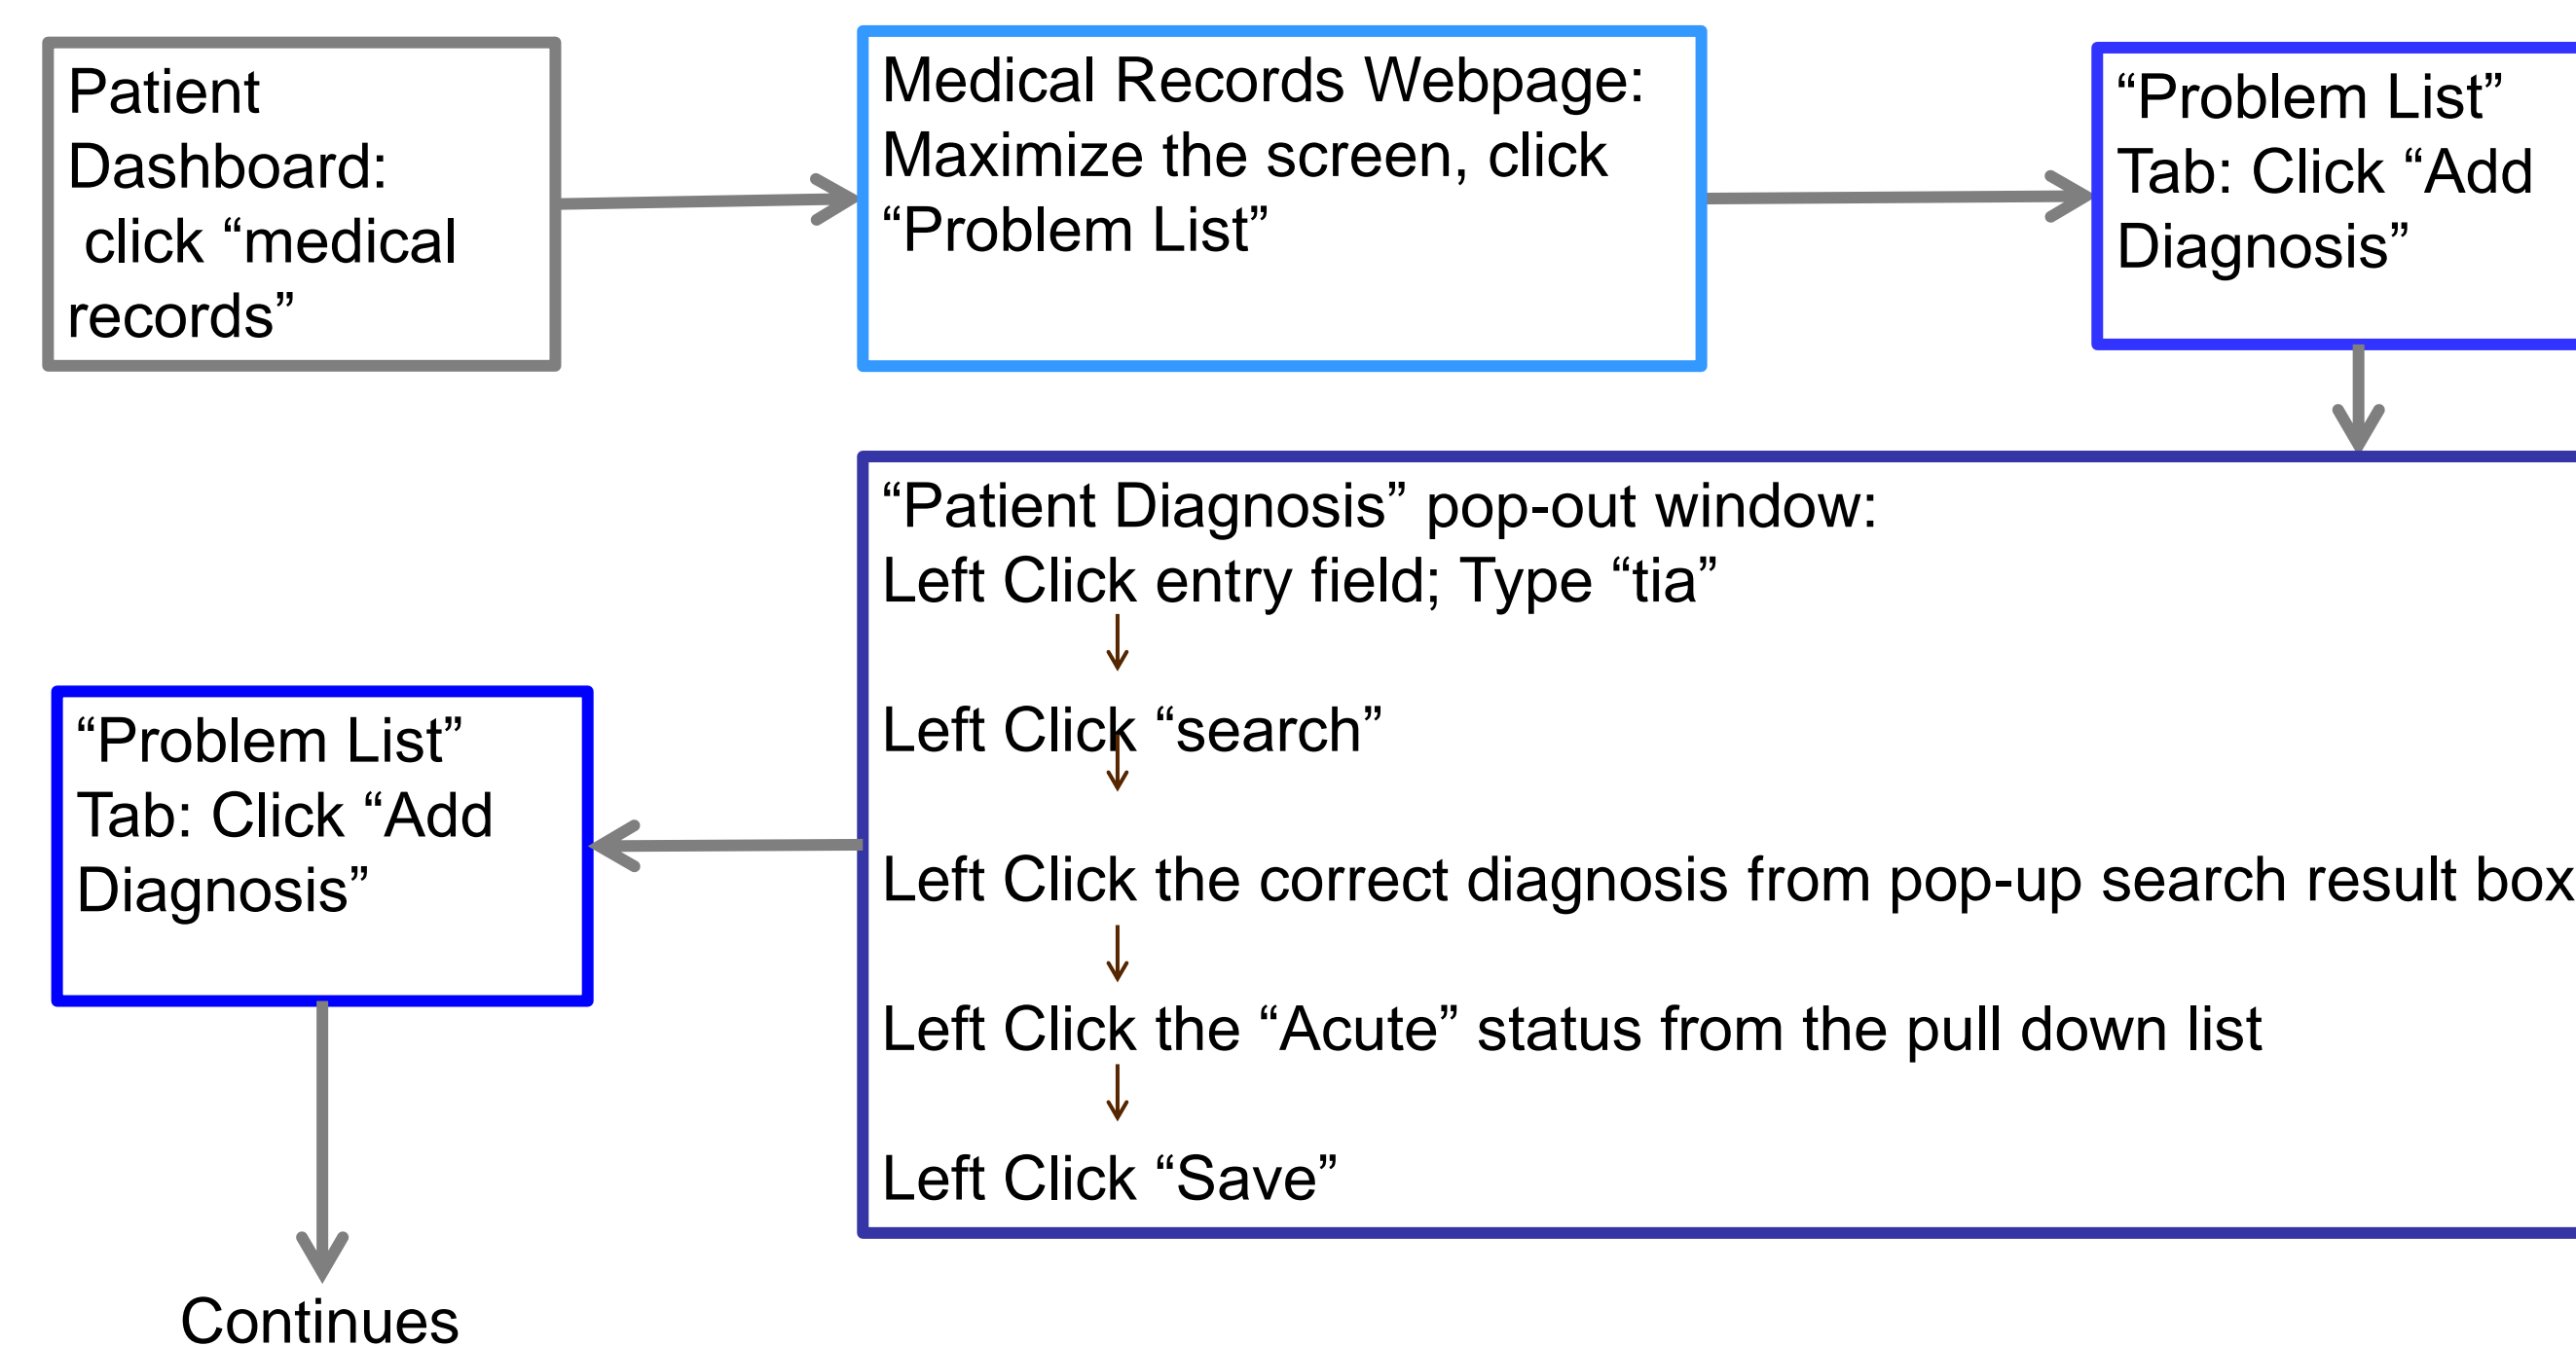 Patient
Dashboard:
click “medical
records”
Medical Records Webpage:
Maximize the screen, click
“Problem List”
“Problem List”
Tab: Click “Add
Diagnosis”
“Patient Diagnosis” pop-out window:
Left Click entry field; Type “tia”
Left Click “search”
Left Click the correct diagnosis from pop-up search result box
Left Click the “Acute” status from the pull down list
Left Click “Save”
“Problem List”
Tab: Click “Add
Diagnosis”
Continues